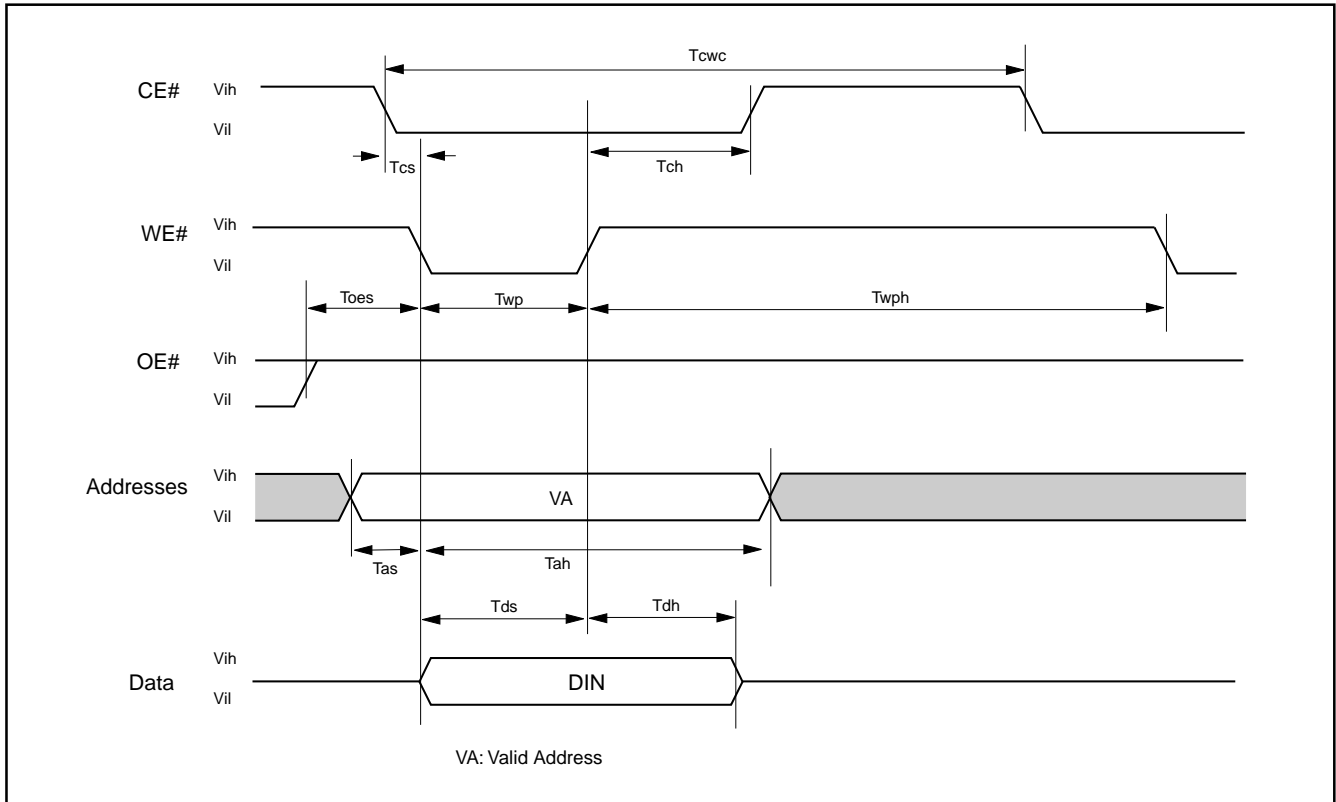 Tcwc
CE# Vih
Vil
Tcs Tch
WE# Vih
Vil
Toes Twp Twph
OE# Vih
Vil
Addresses Vih
VA
Vil
Tas Tah
Tds Tdh
Vih
Data DIN
Vil
VA: Valid Address